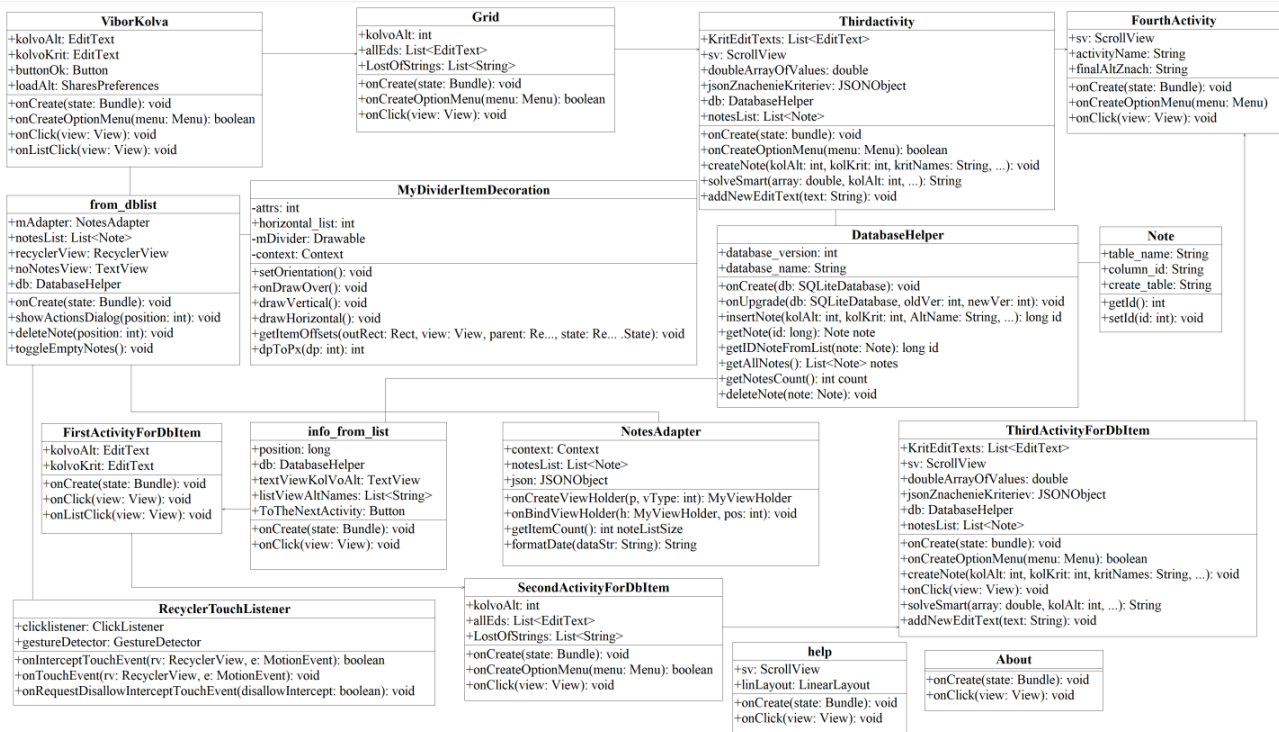 ViborKolva
+kolvoAlt: EditText
+kolvoKrit: EditText
+buttonOk: Button
+loadAlt: SharesPreferences
+onCreate(state: Bundle): void
+onCreateOptionMenu(menu: Menu): boolean
+onClick(view: View): void
+onListClick(view: View): void
Grid
+kolvoAlt: int
+allEds: List<EditText>
+LostOfStrings: List<String>
+onCreate(state: Bundle): void
+onCreateOptionMenu(menu: Menu): boolean
+onClick(view: View): void
Thirdactivity
+KritEditTexts: List<EditText>
+sv: ScrollView
+doubleArrayOfValues: double
+jsonZnachenieKriteriev: JSONObject
+db: DatabaseHelper
+notesList: List<Note>
+onCreate(state: bundle): void
+onCreateOptionMenu(menu: Menu): boolean
+createNote(kolAlt: int, kolKrit: int, kritNames: String, ...): void
+solveSmart(array: double, kolAlt: int, ...): String
+addNewEditText(text: String): void
FourthActivity
+sv: ScrollView
+activityName: String
+finalAltZnach: String
+onCreate(state: Bundle): void
+onCreateOptionMenu(menu: Menu)
+onClick(view: View): void
from_dblist
+mAdapter: NotesAdapter
+notesList: List<Note>
+recyclerView: RecyclerView
+noNotesView: TextView
+db: DatabaseHelper
+onCreate(state: Bundle): void
+showActionsDialog(position: int): void
+deleteNote(position: int): void
+toggleEmptyNotes(): void
MyDividerItemDecoration
-attrs: int
+horizontal_list: int
-mDivider: Drawable
-context: Context
+setOrientation(): void
+onDrawOver(): void
+drawVertical(): void
+drawHorizontal(): void
+getItemOffsets(outRect: Rect, view: View, parent: Re..., state: Re... .State): void
+dpToPx(dp: int): int
DatabaseHelper
+database_version: int
+database_name: String
+onCreate(db: SQLiteDatabase): void
+onUpgrade(db: SQLiteDatabase, oldVer: int, newVer: int): void
+insertNote(kolAlt: int, kolKrit: int, AltName: String, ...): long id
+getNote(id: long): Note note
+getIDNoteFromList(note: Note): long id
+getAllNotes(): List<Note> notes
+getNotesCount(): int count
+deleteNote(note: Note): void
Note
+table_name: String
+column_id: String
+create_table: String
+getId(): int
+setId(id: int): void
FirstActivityForDbItem
+kolvoAlt: EditText
+kolvoKrit: EditText
+onCreate(state: Bundle): void
+onClick(view: View): void
+onListClick(view: View): void
info_from_list
+position: long
+db: DatabaseHelper
+textViewKolVoAlt: TextView
+listViewAltNames: List<String>
+ToTheNextActivity: Button
+onCreate(state: Bundle): void
+onClick(view: View): void
NotesAdapter
+context: Context
+notesList: List<Note>
+json: JSONObject
+onCreateViewHolder(p, vType: int): MyViewHolder
+onBindViewHolder(h: MyViewHolder, pos: int): void
+getItemCount(): int noteListSize
+formatDate(dataStr: String): String
ThirdActivityForDbItem
+KritEditTexts: List<EditText>
+sv: ScrollView
+doubleArrayOfValues: double
+jsonZnachenieKriteriev: JSONObject
+db: DatabaseHelper
+notesList: List<Note>
+onCreate(state: bundle): void
+onCreateOptionMenu(menu: Menu): boolean
+createNote(kolAlt: int, kolKrit: int, kritNames: String, ...): void
+onClick(view: View): void
+solveSmart(array: double, kolAlt: int, ...): String
+addNewEditText(text: String): void
RecyclerTouchListener
+clicklistener: ClickListener
+gestureDetector: GestureDetector
+onInterceptTouchEvent(rv: RecyclerView, e: MotionEvent): boolean
+onTouchEvent(rv: RecyclerView, e: MotionEvent): void
+onRequestDisallowInterceptTouchEvent(disallowIntercept: boolean): void
SecondActivityForDbItem
+kolvoAlt: int
+allEds: List<EditText>
+LostOfStrings: List<String>
+onCreate(state: Bundle): void
+onCreateOptionMenu(menu: Menu): boolean
+onClick(view: View): void
help
+sv: ScrollView
+linLayout: LinearLayout
+onCreate(state: Bundle): void
+onClick(view: View): void
About
+onCreate(state: Bundle): void
+onClick(view: View): void